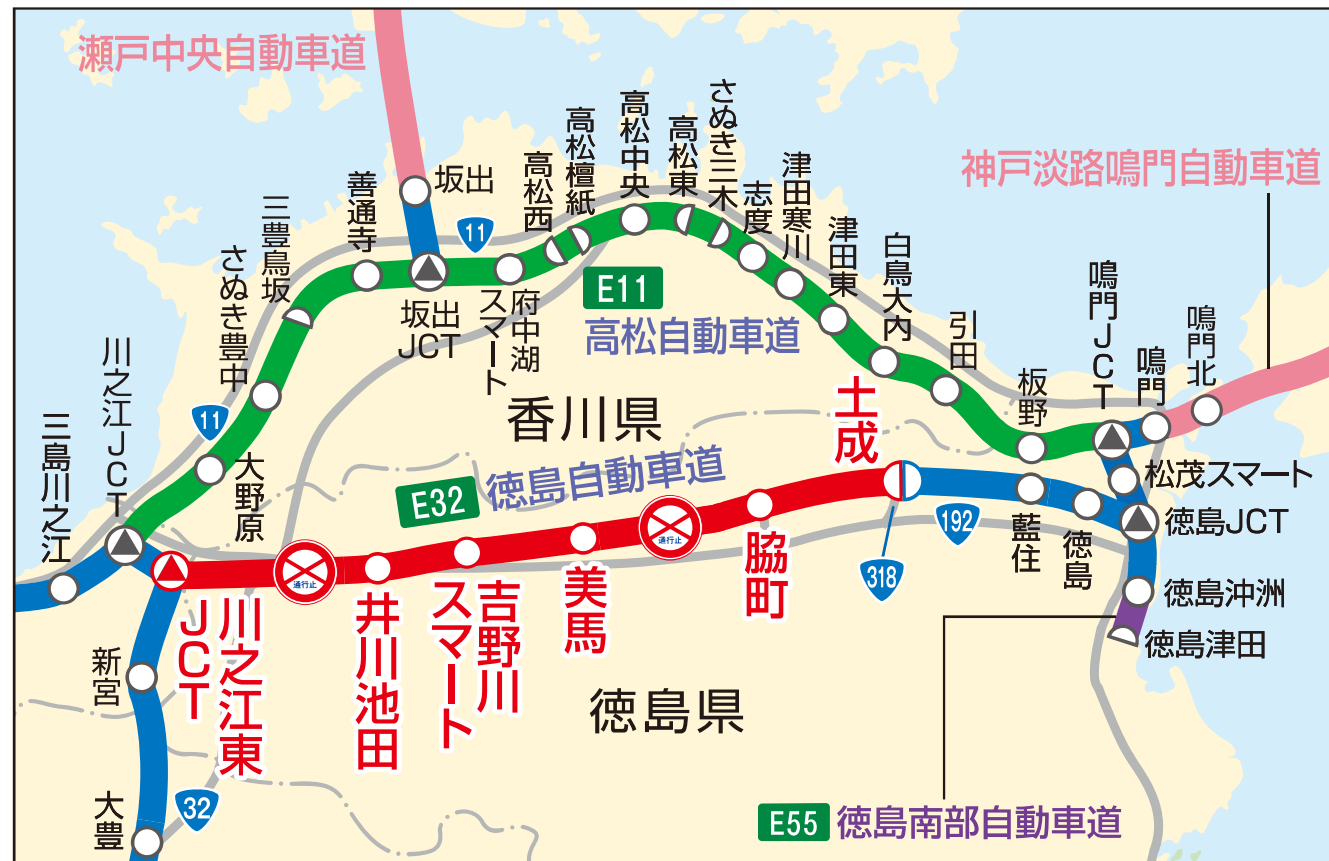 瀬戸中央自動車道
神戸淡路鳴門自動車道
坂出
善通寺
三豊鳥坂
さぬき豊中
大野原
川之江JCT
三島川之江
坂出
JCT
府中湖
スマート
高松西
高松檀紙
高松中央
高松東
さぬき三木
志度
津田寒川
津田東
白鳥大内
引田
板野
鳴門JCT
鳴門
鳴門北
11
11
E11
高松自動車道
香川県
E32
徳島自動車道
土成
松茂スマート
徳島JCT
徳島沖洲
徳島津田
藍住
徳島
192
318
通行止
通行止
川之江東
JCT
井川池田
吉野川
スマート
美馬
脇町
徳島県
新宮
大豊
32
E55
徳島南部自動車道